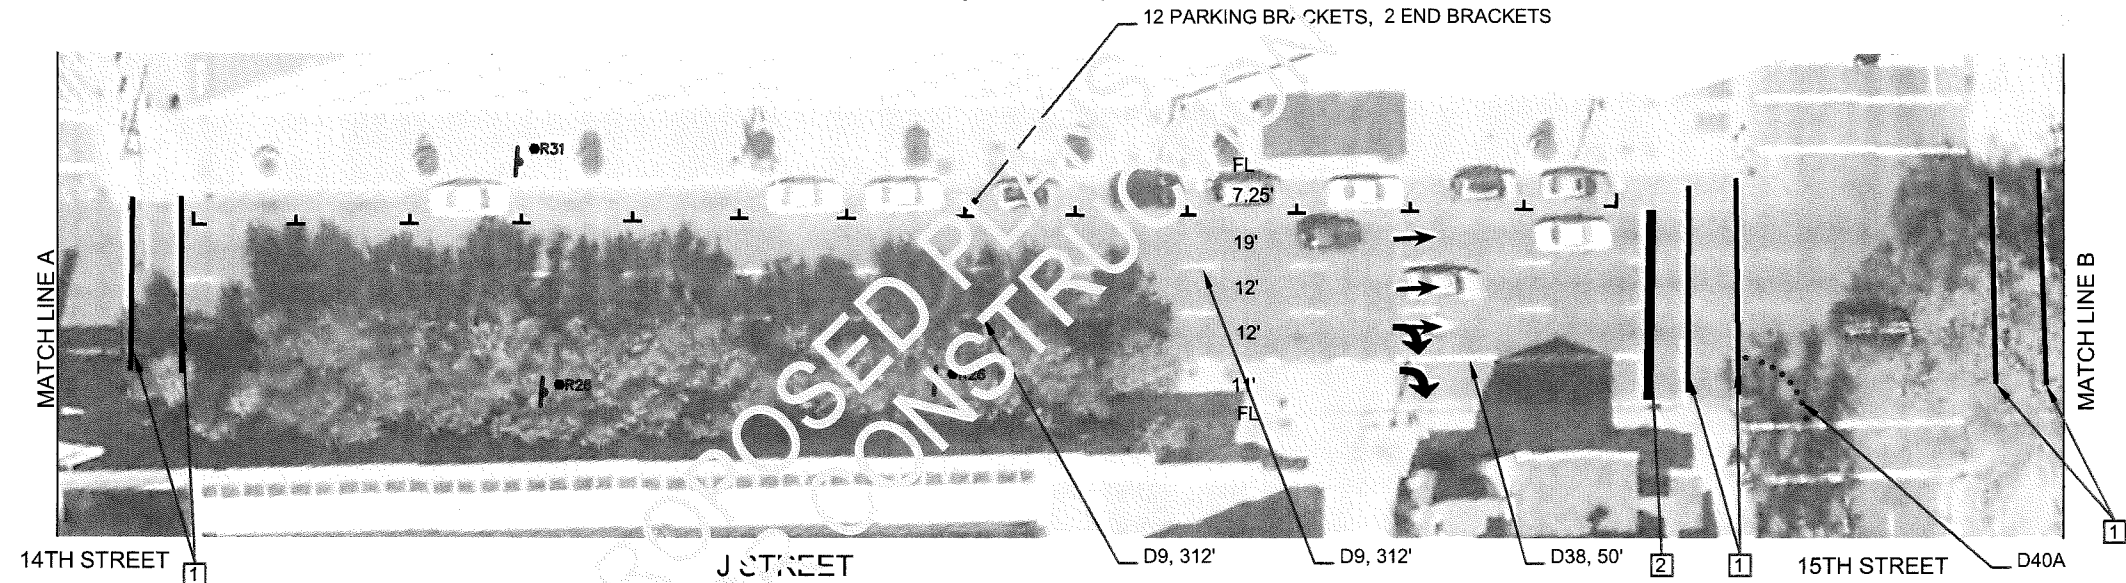 12 PARKING BRACKETS, 2 END BRACKETS
R31
FL
7.25'
19'
12'
12'
11'
FL
R26
MATCH LINE A
MATCH LINE B
14TH STREET
1
J STREET
D9, 312'
D9, 312'
D38, 50'
2
1
15TH STREET
D40A
1